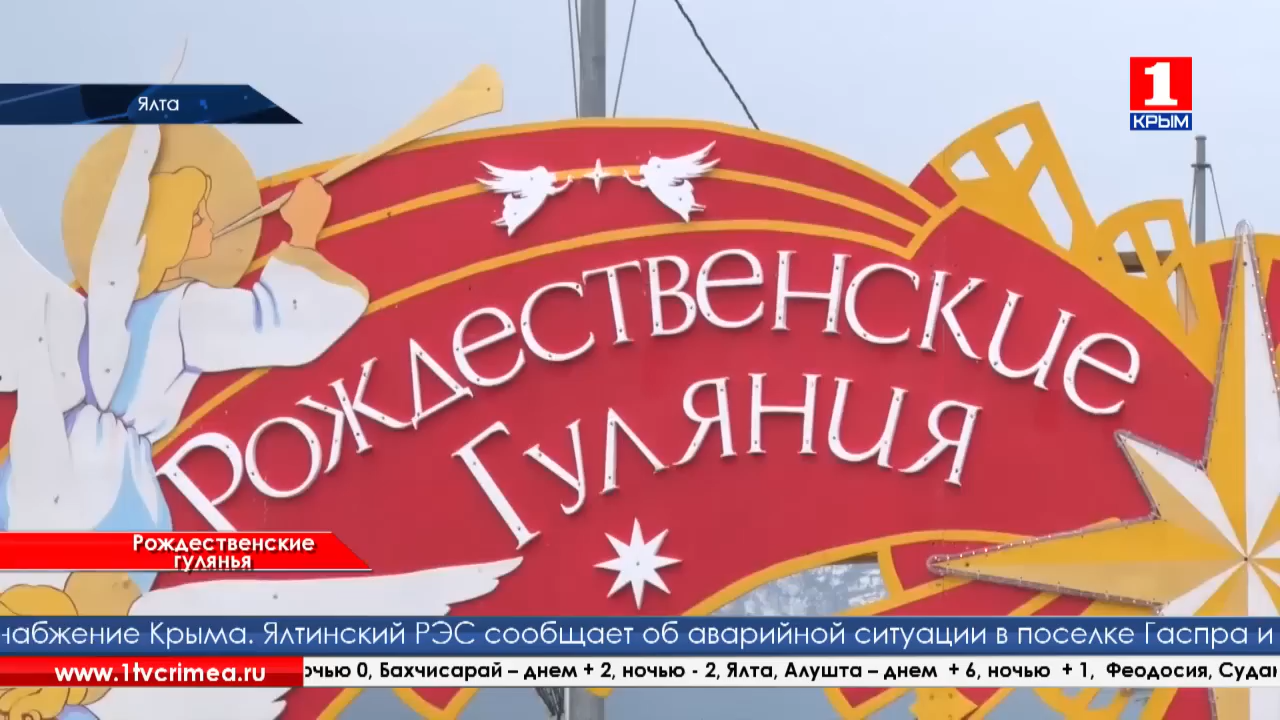 Ялта
1
КРЫМ
Рождественские
Гуляния
Рождественские
гулянья
набжение Крыма. Ялтинский РЭС сообщает об аварийной ситуации в поселке Гаспра и
www.1tvcrimea.ru
очью 0, Бахчисарай – днем + 2, ночью - 2, Ялта, Алушта – днем + 6, ночью + 1, Феодосия, Судак